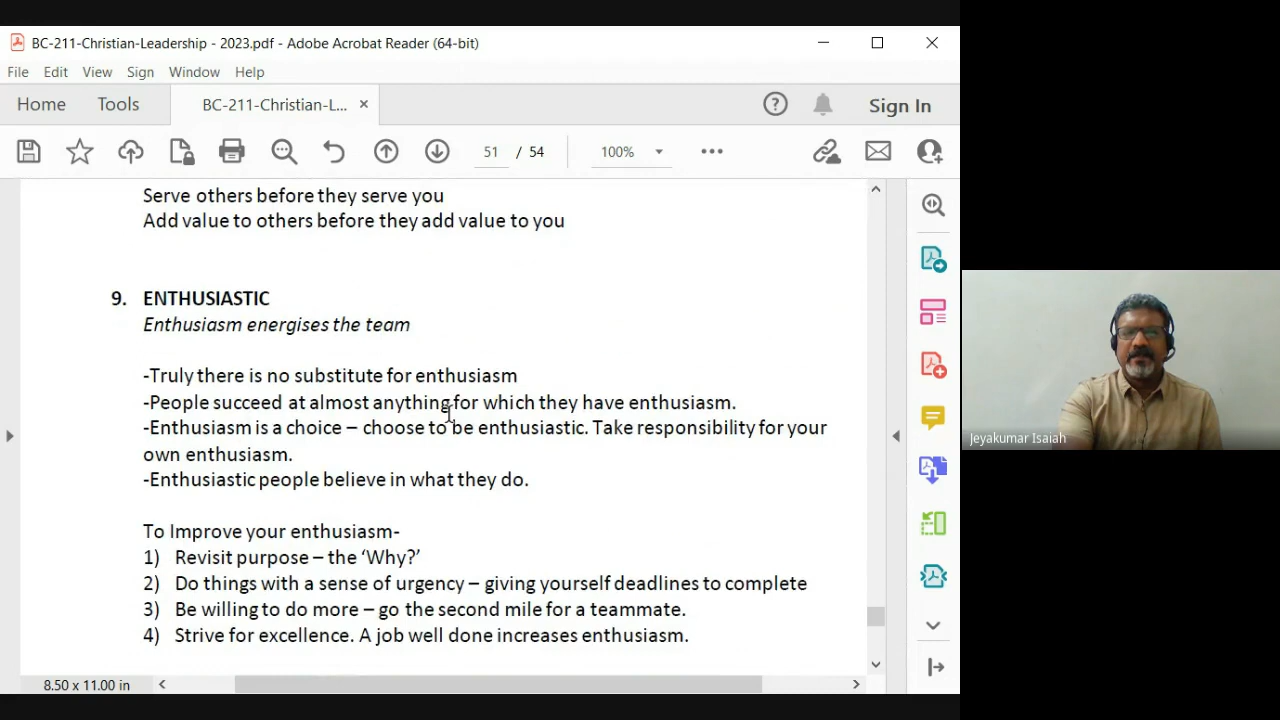 BC-211-Christian-Leadership - 2023.pdf - Adobe Acrobat Reader (64-bit)
File Edit View Sign Window Help
Home Tools BC-211-Christian-L... × Sign In
51 / 54 100%
Serve others before they serve you
Add value to others before they add value to you
9. ENTHUSIASTIC
Enthusiasm energises the team
-Truly there is no substitute for enthusiasm
-People succeed at almost anything for which they have enthusiasm.
-Enthusiasm is a choice – choose to be enthusiastic. Take responsibility for your
own enthusiasm.
-Enthusiastic people believe in what they do.
To Improve your enthusiasm-
1) Revisit purpose – the ‘Why?’
2) Do things with a sense of urgency – giving yourself deadlines to complete
3) Be willing to do more – go the second mile for a teammate.
4) Strive for excellence. A job well done increases enthusiasm.
8.50 x 11.00 in
Jeyakumar Isaiah